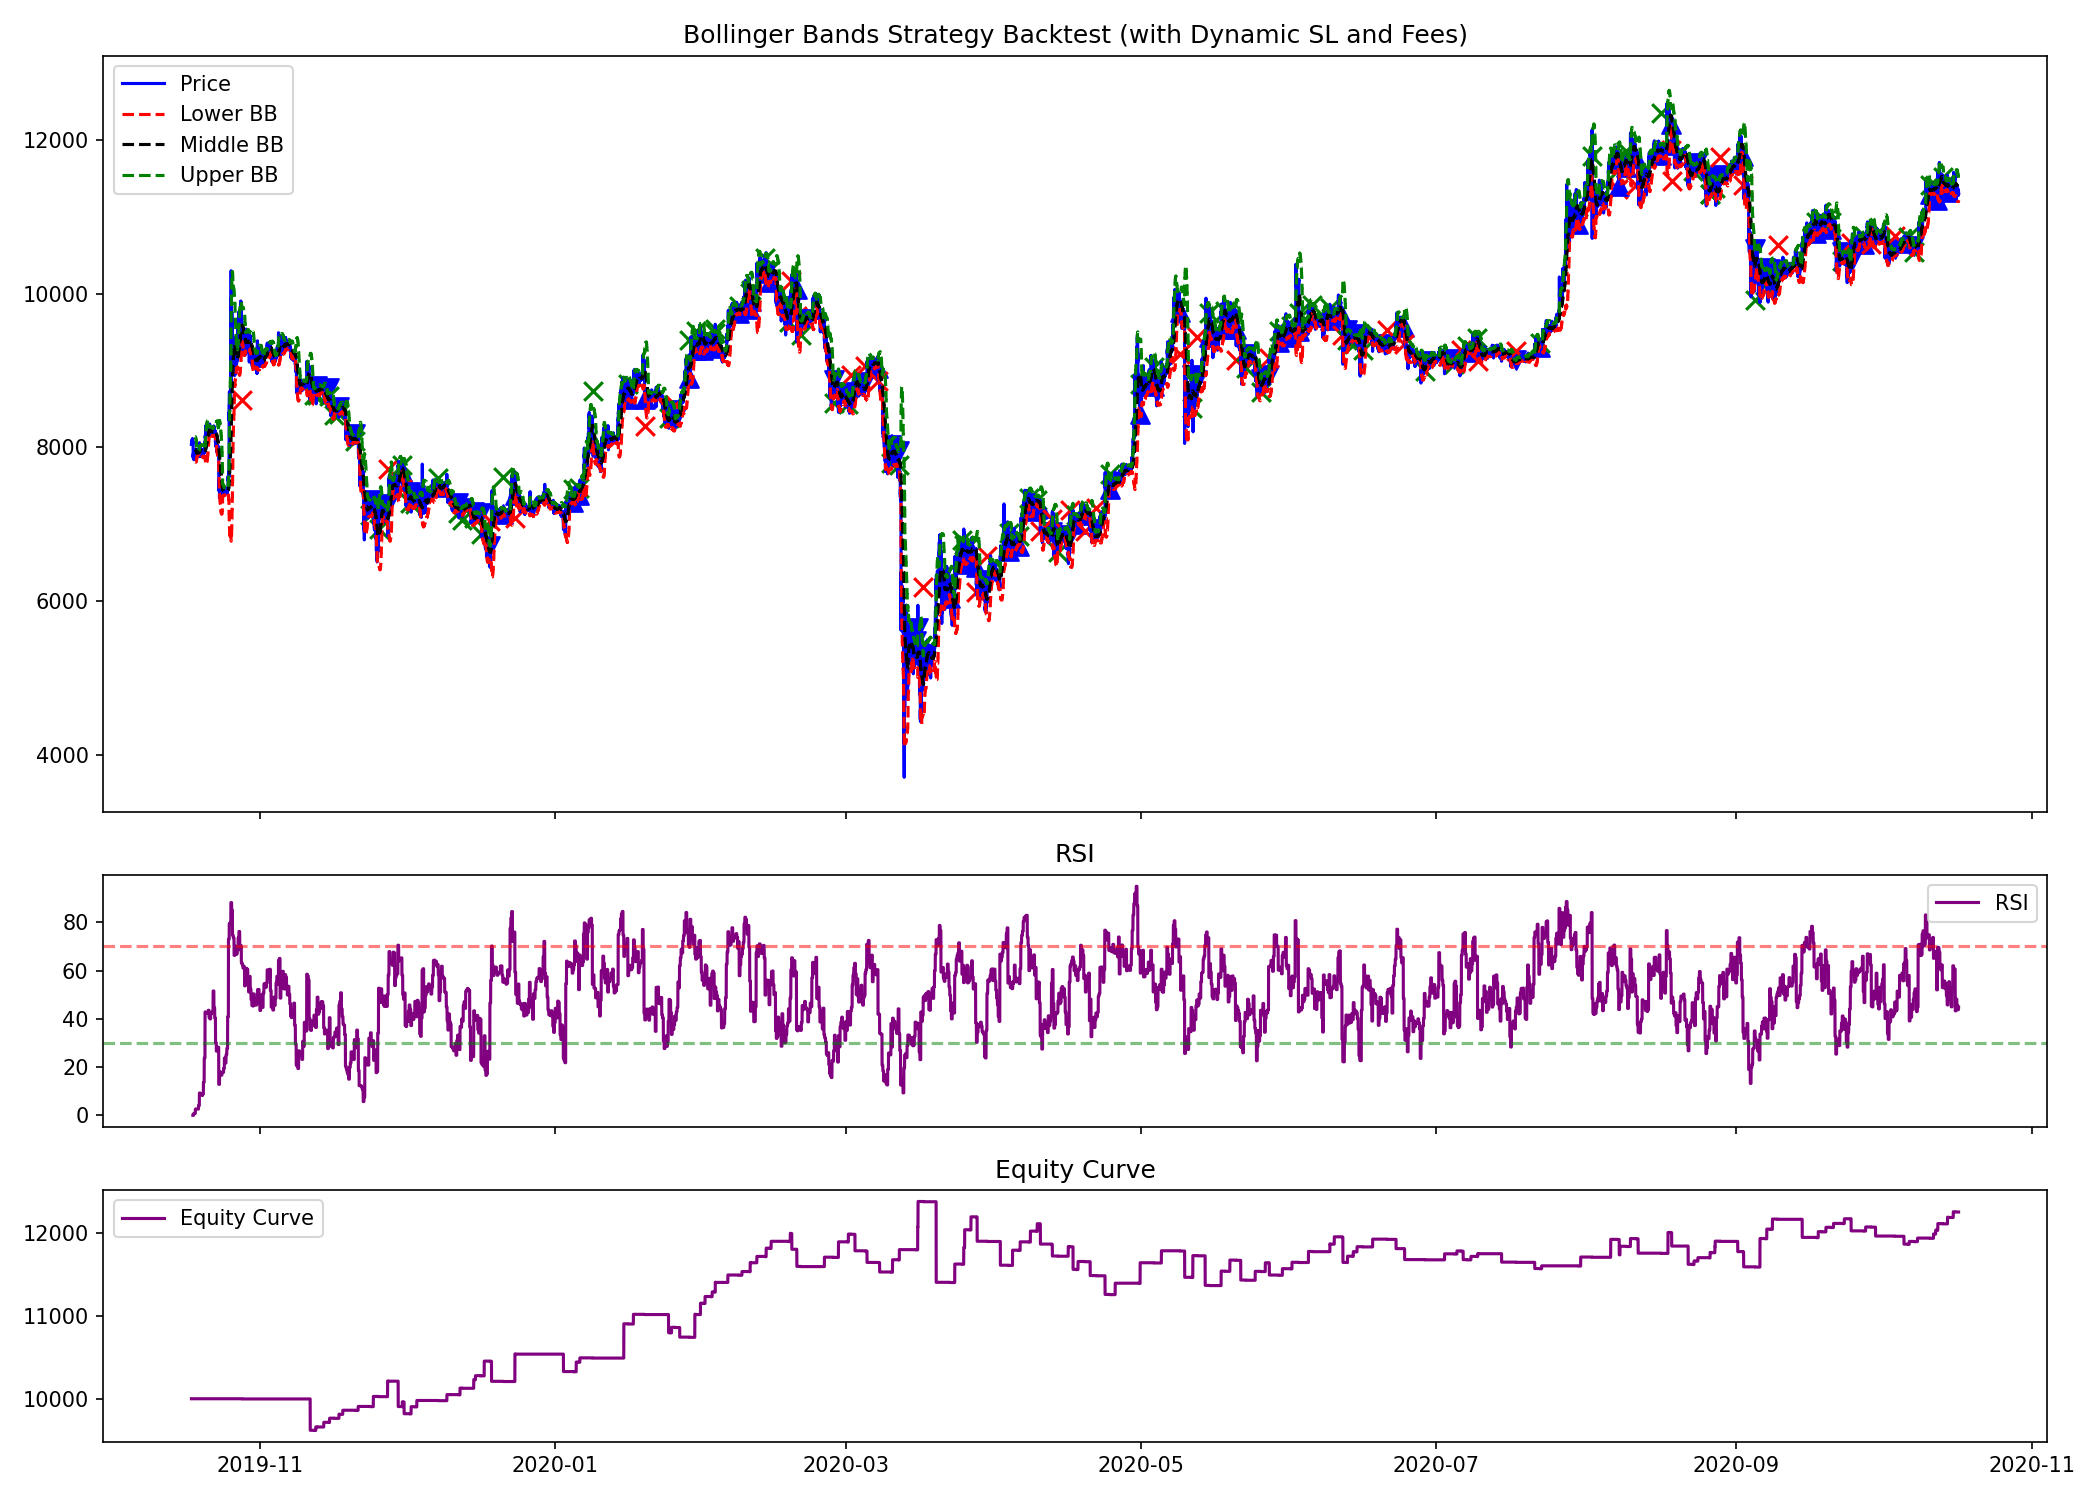 Bollinger Bands Strategy Backtest (with Dynamic SL and Fees)
Price
Lower BB
Middle BB
Upper BB
12000
10000
8000
6000
4000
RSI
RSI
80
60
40
20
0
Equity Curve
Equity Curve
12000
11000
10000
2019-11
2020-01
2020-03
2020-05
2020-07
2020-09
2020-11